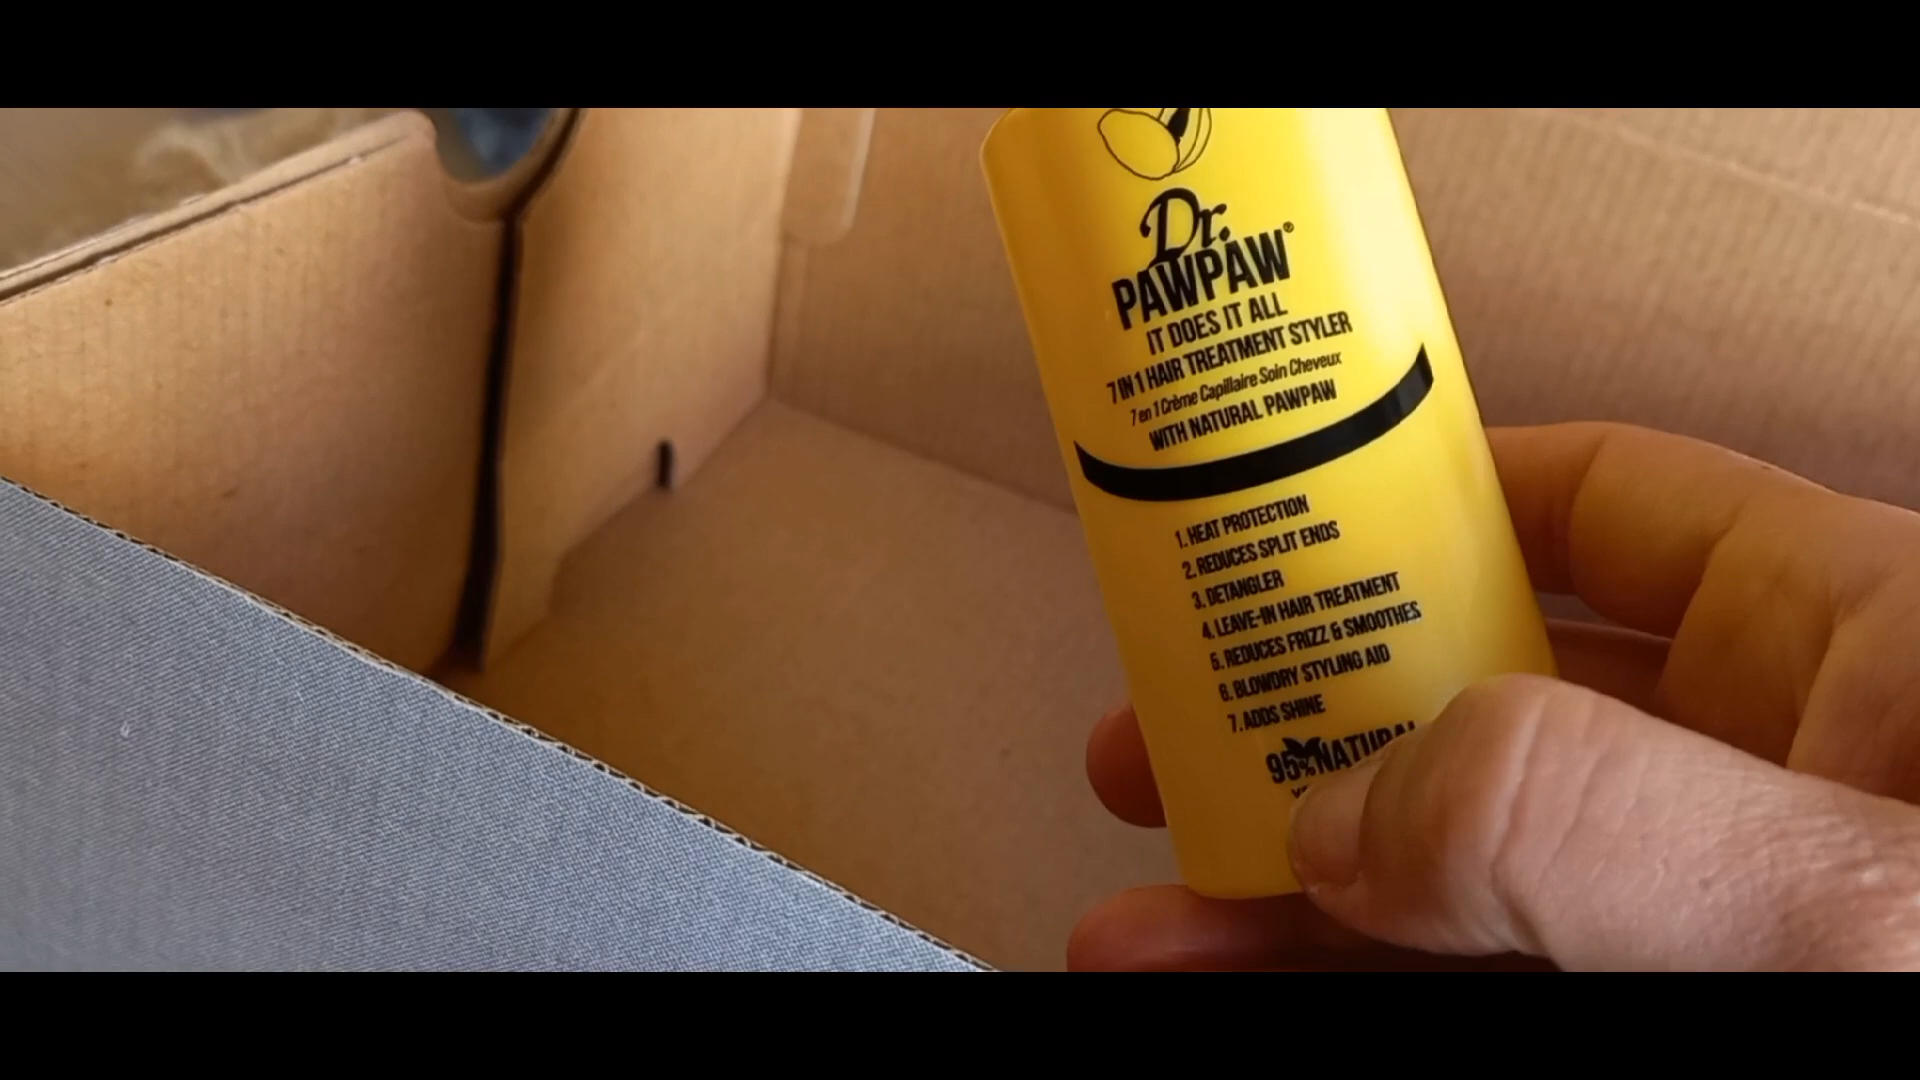 Dr.
PAWPAW®
IT DOES IT ALL
7 IN 1 HAIR TREATMENT STYLER
7 en 1 Crème Capillaire Soin Cheveux
WITH NATURAL PAWPAW
1. HEAT PROTECTION
2. REDUCES SPLIT ENDS
3. DETANGLER
4. LEAVE-IN HAIR TREATMENT
5. REDUCES FRIZZ & SMOOTHES
6. BLOWDRY STYLING AID
7. ADDS SHINE
95% NATURAL